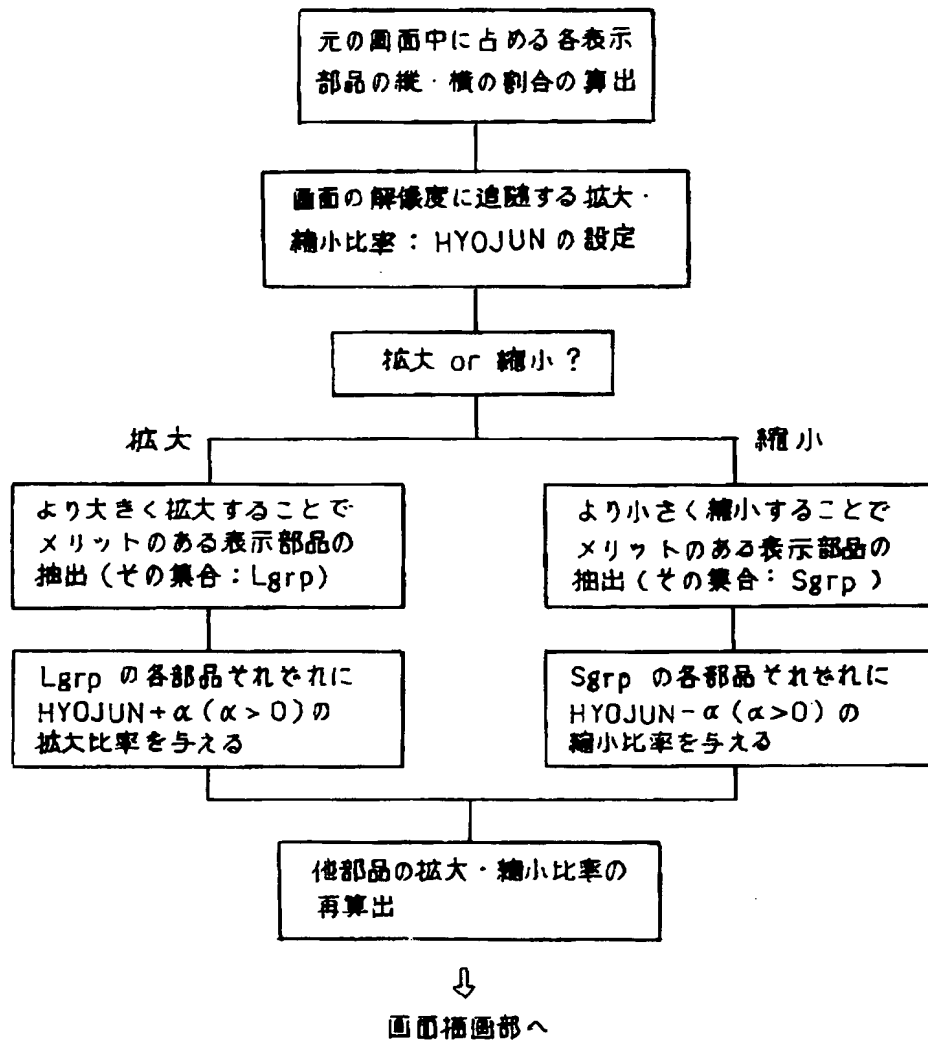 元の画面中に占める各表示
部品の縦・横の割合の算出
画面の解像度に追随する拡大・
縮小比率：HYOJUNの設定
拡大 or 縮小？
拡大
縮小
より大きく拡大することで
メリットのある表示部品の
抽出（その集合：Lgrp）
より小さく縮小することで
メリットのある表示部品の
抽出（その集合：Sgrp）
Lgrp の各部品それぞれに
HYOJUN+α（α>0）の
拡大比率を与える
Sgrp の各部品それぞれに
HYOJUN-α（α>0）の
縮小比率を与える
他部品の拡大・縮小比率の
再算出
⇩
画面描画部へ